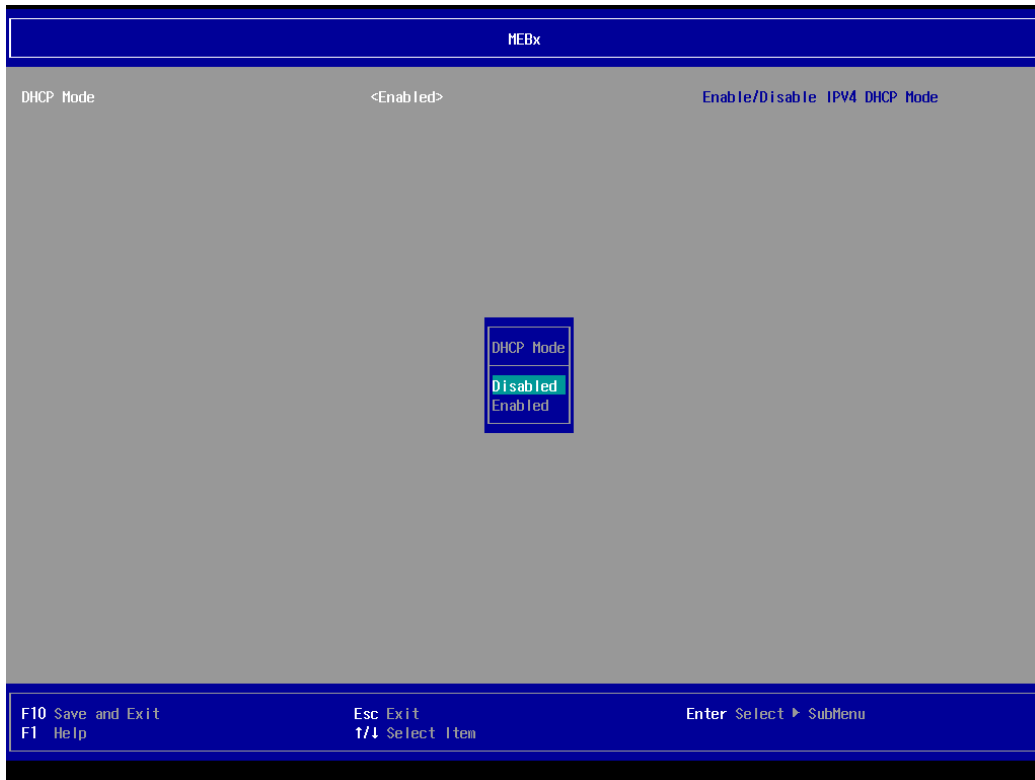 MEBx
DHCP Mode <Enabled> Enable/Disable IPV4 DHCP Mode
DHCP Mode
Disabled
Enabled
F10 Save and Exit Esc Exit Enter Select ▶ SubMenu
F1 Help ↑/↓ Select Item